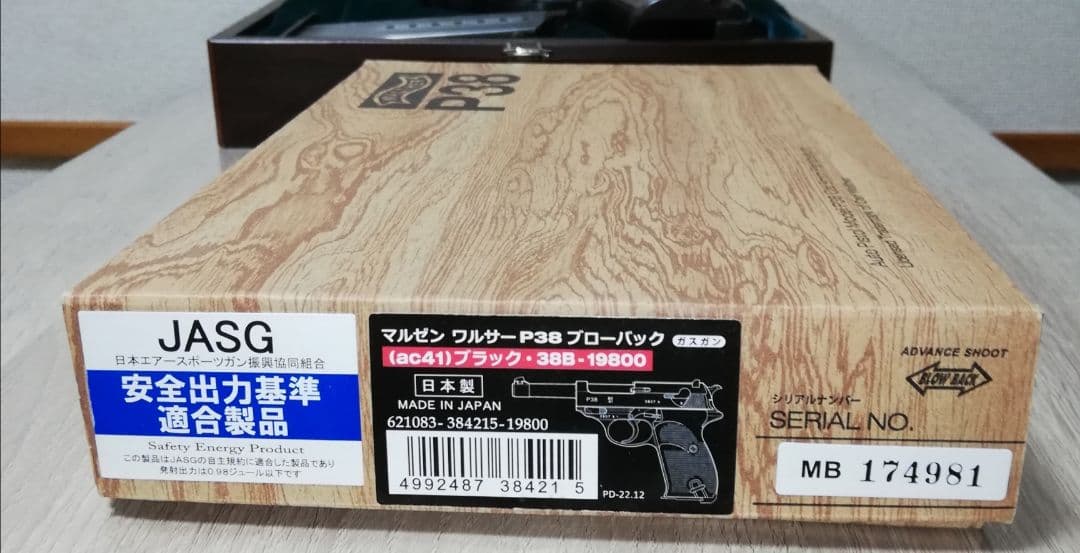 P38
JASG
日本エアースポーツガン振興協同組合
安全出力基準
適合製品
Safety Energy Product
この製品はJASGの自主規約に適合した製品であり
発射出力は0.98ジュール以下です
マルゼン ワルサーP38 ブローバック ガスガン
(ac41)ブラック・38B-19800
日本製
MADE IN JAPAN
621083-384215-19800
4992487 38421 5
P38
PD-22.12
ADVANCE SHOOT
BLOW BACK
シリアルナンバー
SERIAL NO.
MB 174981